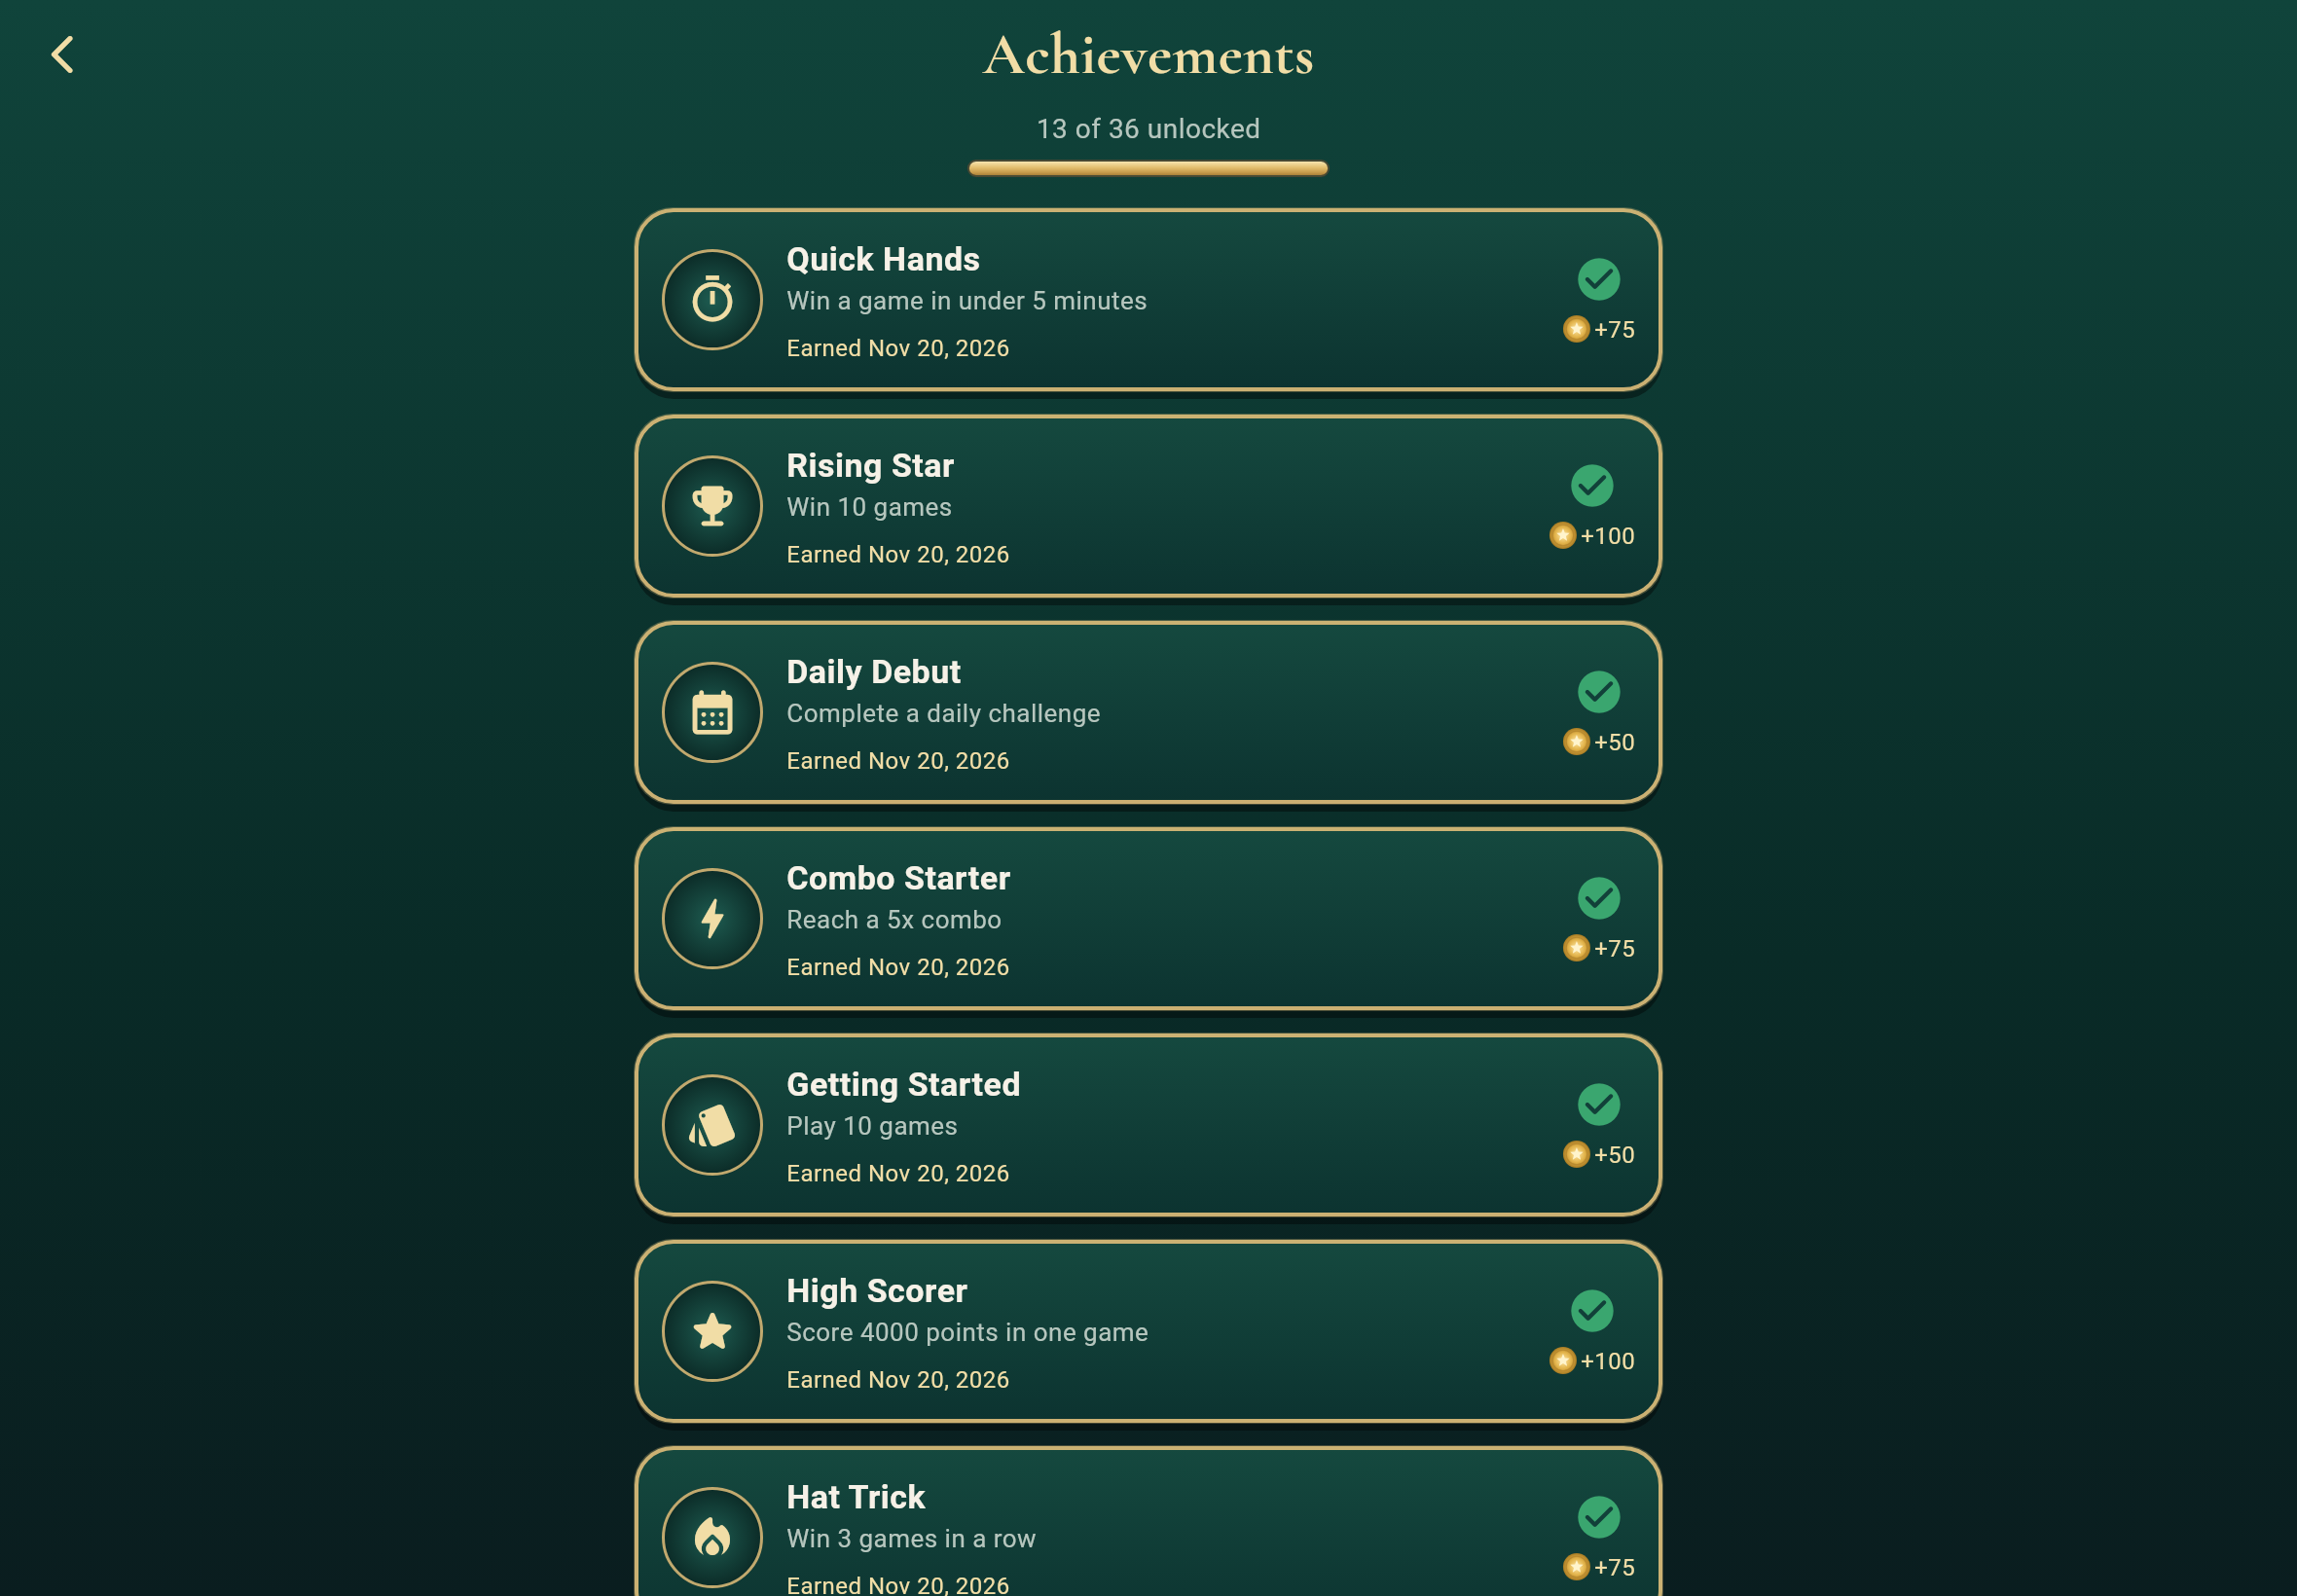 Achievements
13 of 36 unlocked
Quick Hands
Win a game in under 5 minutes
Earned Nov 20, 2026
+75
Rising Star
Win 10 games
Earned Nov 20, 2026
+100
Daily Debut
Complete a daily challenge
Earned Nov 20, 2026
+50
Combo Starter
Reach a 5x combo
Earned Nov 20, 2026
+75
Getting Started
Play 10 games
Earned Nov 20, 2026
+50
High Scorer
Score 4000 points in one game
Earned Nov 20, 2026
+100
Hat Trick
Win 3 games in a row
Earned Nov 20, 2026
+75